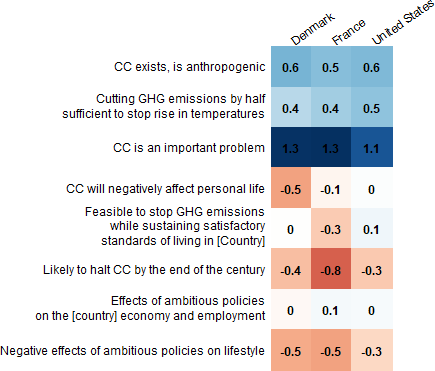 Denmark France United States
CC exists, is anthropogenic 0.6 0.5 0.6
Cutting GHG emissions by half
sufficient to stop rise in temperatures 0.4 0.4 0.5
CC is an important problem 1.3 1.3 1.1
CC will negatively affect personal life -0.5 -0.1 0
Feasible to stop GHG emissions
while sustaining satisfactory 0 -0.3 0.1
standards of living in [Country]
Likely to halt CC by the end of the century -0.4 -0.8 -0.3
Effects of ambitious policies
on the [country] economy and employment 0 0.1 0
Negative effects of ambitious policies on lifestyle -0.5 -0.5 -0.3